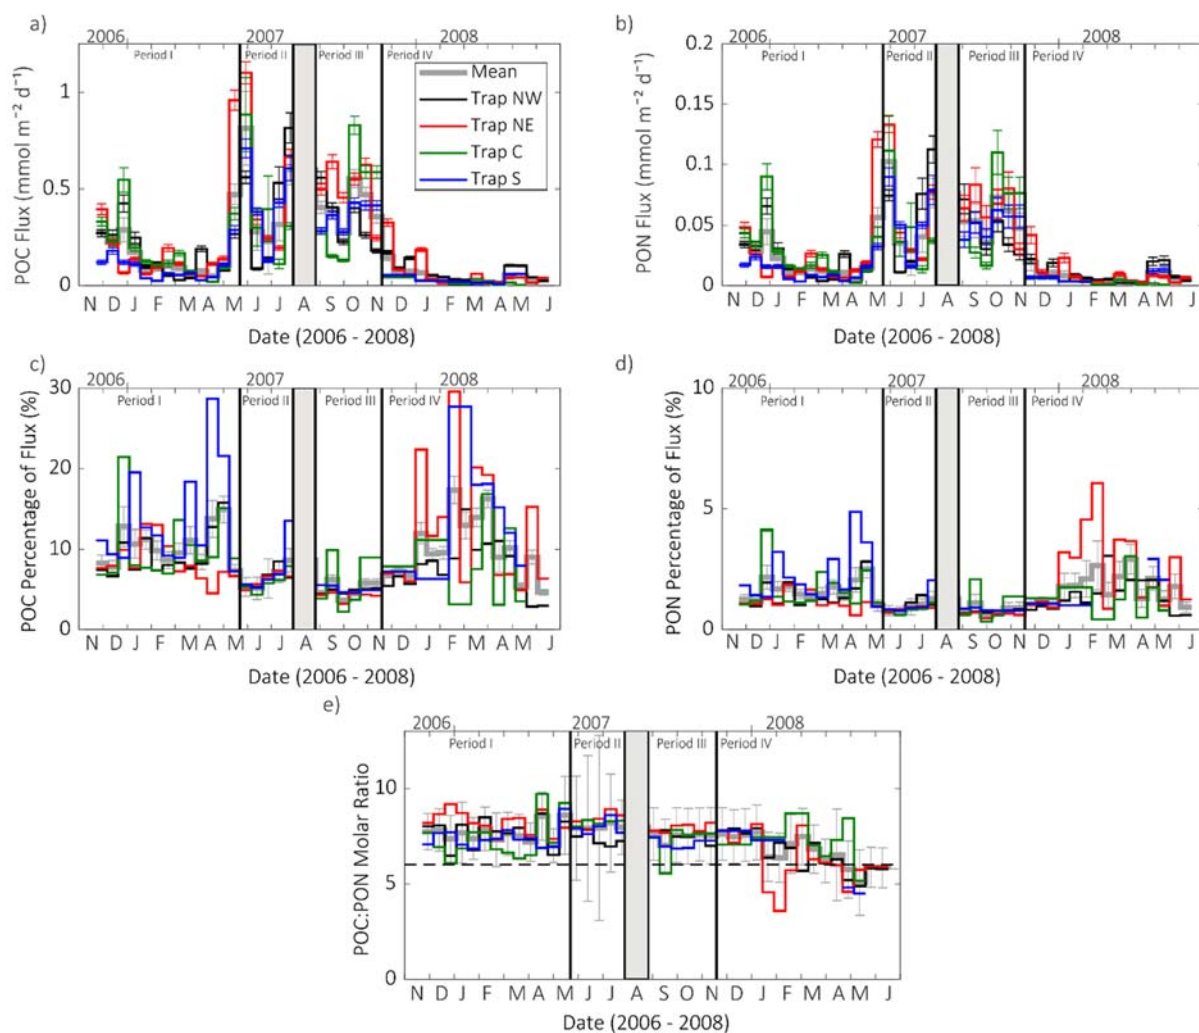 a)
2006 2007 2008
Period I Period II Period III Period IV
POC Flux (mmol m⁻² d⁻¹)
1
0.5
0
Mean
Trap NW
Trap NE
Trap C
Trap S
N D J F M A M J J A S O N D J F M A M J
Date (2006 - 2008)
b)
2006 2007 2008
Period I Period II Period III Period IV
PON Flux (mmol m⁻² d⁻¹)
0.2
0.15
0.1
0.05
0
N D J F M A M J J A S O N D J F M A M J
Date (2006 - 2008)
c)
2006 2007 2008
Period I Period II Period III Period IV
POC Percentage of Flux (%)
30
20
10
0
N D J F M A M J J A S O N D J F M A M J
Date (2006 - 2008)
d)
2006 2007 2008
Period I Period II Period III Period IV
PON Percentage of Flux (%)
10
5
0
N D J F M A M J J A S O N D J F M A M J
Date (2006 - 2008)
e)
2006 2007 2008
Period I Period II Period III Period IV
POC:PON Molar Ratio
10
5
0
N D J F M A M J J A S O N D J F M A M J
Date (2006 - 2008)